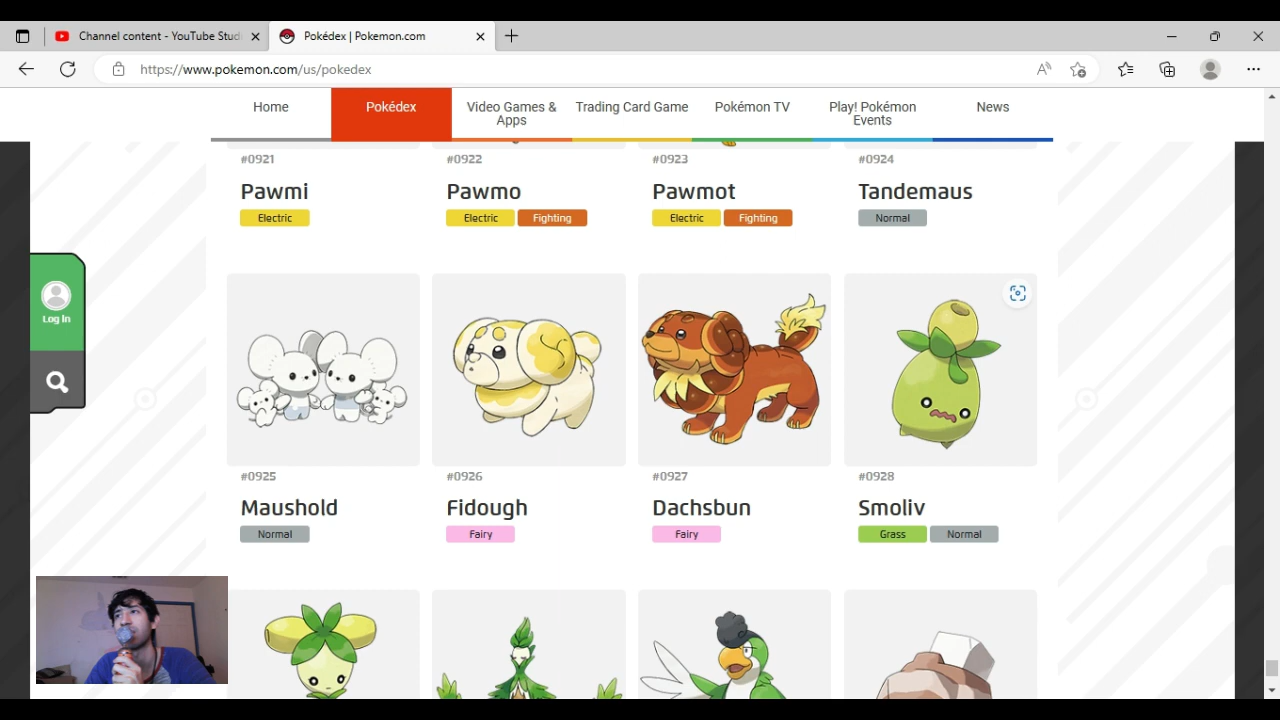 Channel content - YouTube Stud
Pokédex | Pokemon.com
https://www.pokemon.com/us/pokedex
Home
Pokédex
Video Games &
Apps
Trading Card Game
Pokémon TV
Play! Pokémon
Events
News
#0921
#0922
#0923
#0924
Pawmi
Pawmo
Pawmot
Tandemaus
Electric
Electric
Fighting
Electric
Fighting
Normal
Log In
#0925
#0926
#0927
#0928
Maushold
Fidough
Dachsbun
Smoliv
Normal
Fairy
Fairy
Grass
Normal